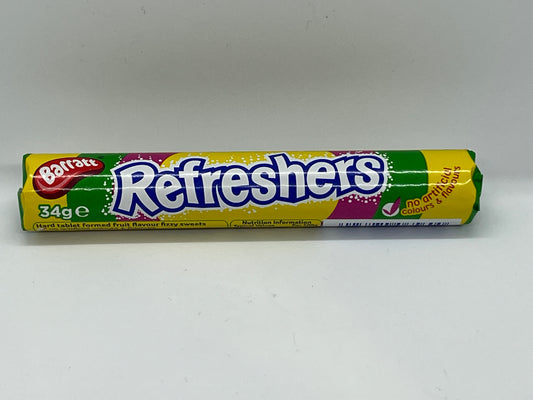 Barratt
Refreshers
34g e
no artificial
colours & flavours
Hard tablet formed fruit flavour fizzy sweets
Nutrition Information